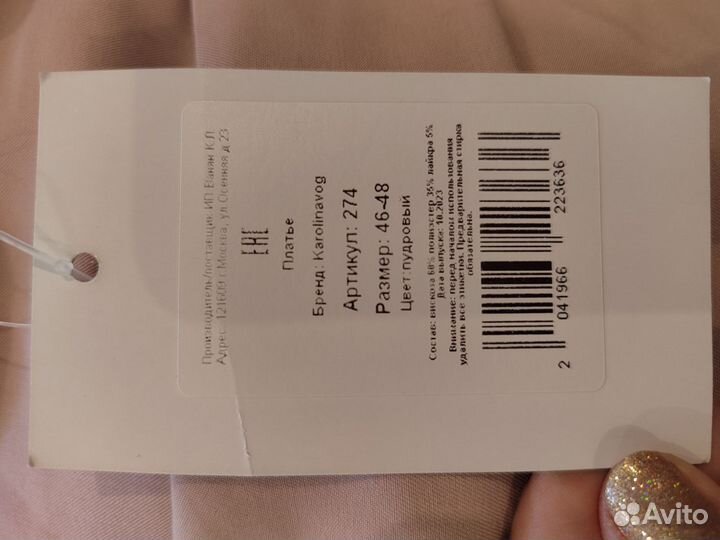 Производитель/поставщик: ИП Еганян К.Л.
Адрес: 121609 г.Москва, ул.Осенняя д.23
ЕАС
Платье
Бренд: Karolinavog
Артикул: 274
Размер: 46-48
Цвет: пудровый
Состав: вискоза 60% полиэстер 35% лайкра 5%
Дата выпуска: 10.2023
Внимание: перед началом использования
удалить все этикетки. Предварительная стирка
обязательна.
2 041966 223636
Avito